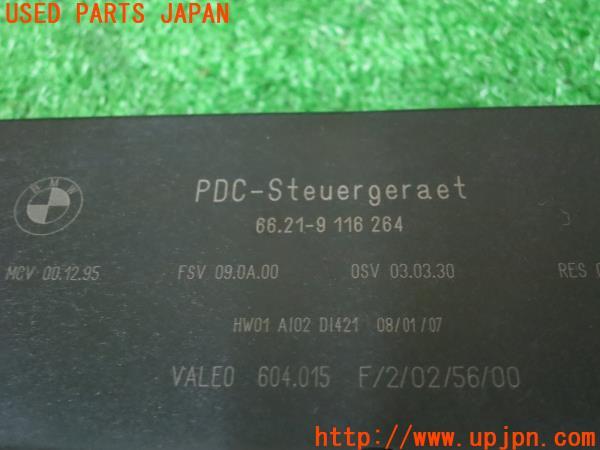 USED PARTS JAPAN
BMW
PDC-Steuergeraet
66.21-9 116 264
MCV 00.12.95 FSV 09.0A.00 OSV 03.03.30 RES
HW01 AI02 DI421 08/01/07
VALEO 604.015 F/2/02/56/00
http://www.upjpn.com